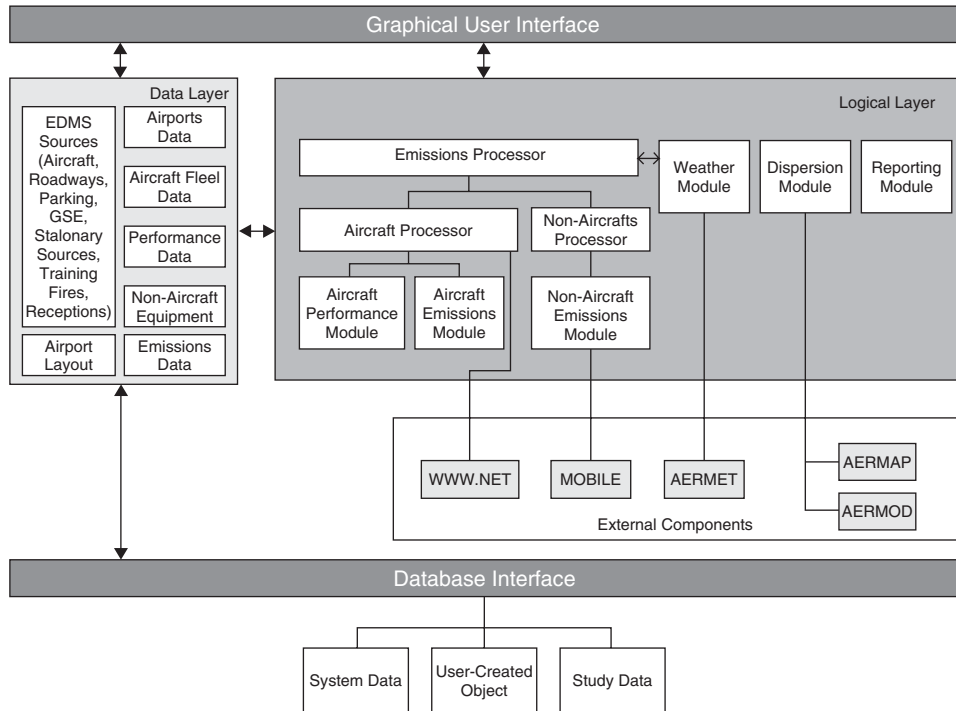 Graphical User Interface
Data Layer
EDMS
Sources
(Aircraft,
Roadways,
Parking,
GSE,
Stalonary
Sources,
Training
Fires,
Receptions)
Airports
Data
Aircraft Fleel
Data
Performance
Data
Non-Aircraft
Equipment
Airport
Layout
Emissions
Data
Logical Layer
Emissions Processor
Weather
Module
Dispersion
Module
Reporting
Module
Aircraft Processor
Non-Aircrafts
Processor
Aircraft
Performance
Module
Aircraft
Emissions
Module
Non-Aircraft
Emissions
Module
WWW.NET
MOBILE
AERMET
AERMAP
AERMOD
External Components
Database Interface
System Data
User-Created
Object
Study Data